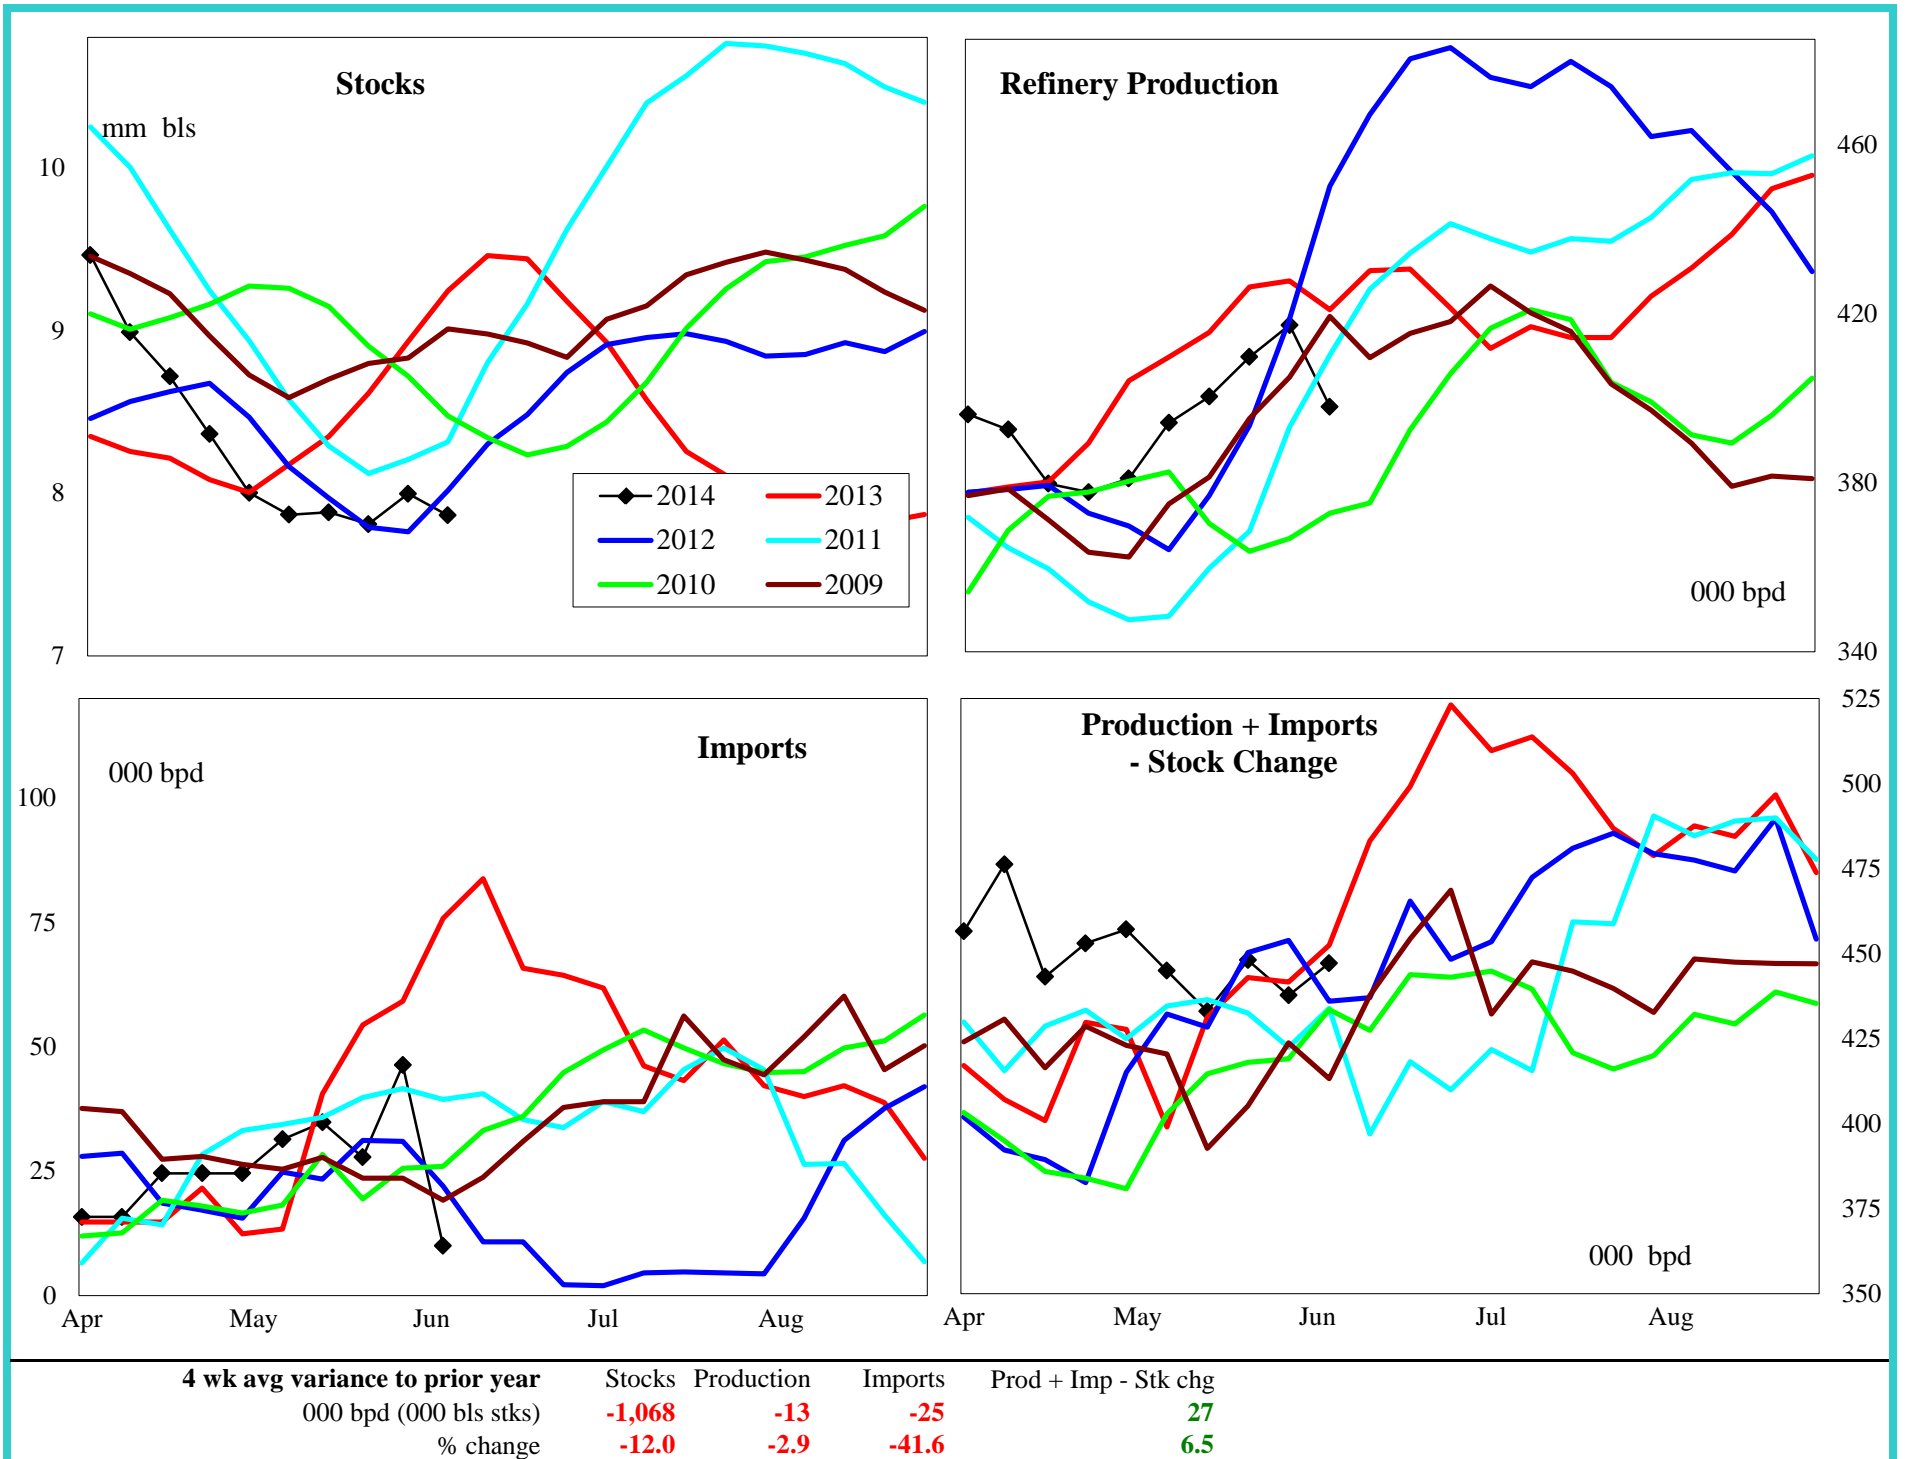 Stocks
mm bls
10
9
8
7
2014 2013
2012 2011
2010 2009
Refinery Production
460
420
380
340
000 bpd
Imports
000 bpd
100
75
50
25
0
Apr May Jun Jul Aug
Production + Imports
- Stock Change
525
500
475
450
425
400
375
350
000 bpd
Apr May Jun Jul Aug
4 wk avg variance to prior year Stocks Production Imports Prod + Imp - Stk chg
000 bpd (000 bls stks) -1,068 -13 -25 27
% change -12.0 -2.9 -41.6 6.5